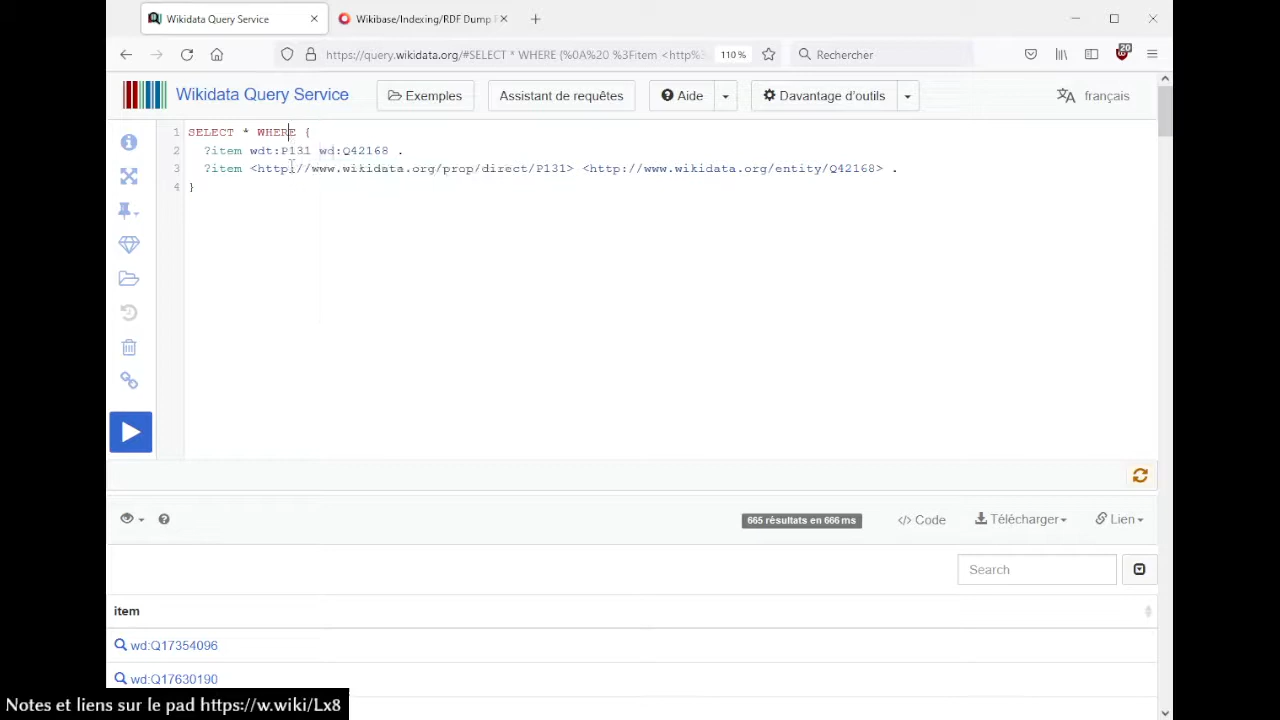 Wikidata Query Service
Wikibase/Indexing/RDF Dump F
https://query.wikidata.org/#SELECT * WHERE {%0A%20 %3Fitem <http%
110 %
Rechercher
20
Wikidata Query Service
Exemples
Assistant de requêtes
Aide
Davantage d'outils
français
1 SELECT * WHERE {
2 ?item wdt:P131 wd:Q42168 .
3 ?item <http://www.wikidata.org/prop/direct/P131> <http://www.wikidata.org/entity/Q42168> .
4 }
665 résultats en 666 ms
</> Code
Télécharger
Lien
Search
item
wd:Q17354096
wd:Q17630190
Notes et liens sur le pad https://w.wiki/Lx8